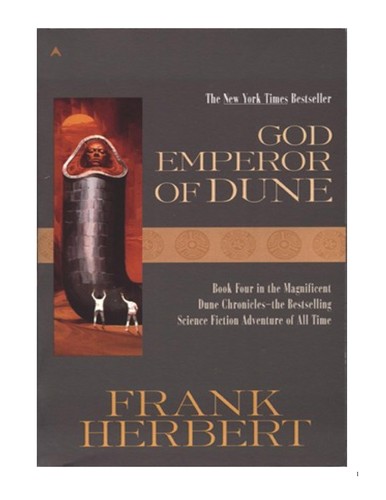 The New York Times Bestseller
GOD
EMPEROR
OF DUNE
Book Four in the Magnificent
Dune Chronicles–the Bestselling
Science Fiction Adventure of All Time
FRANK
HERBERT
1